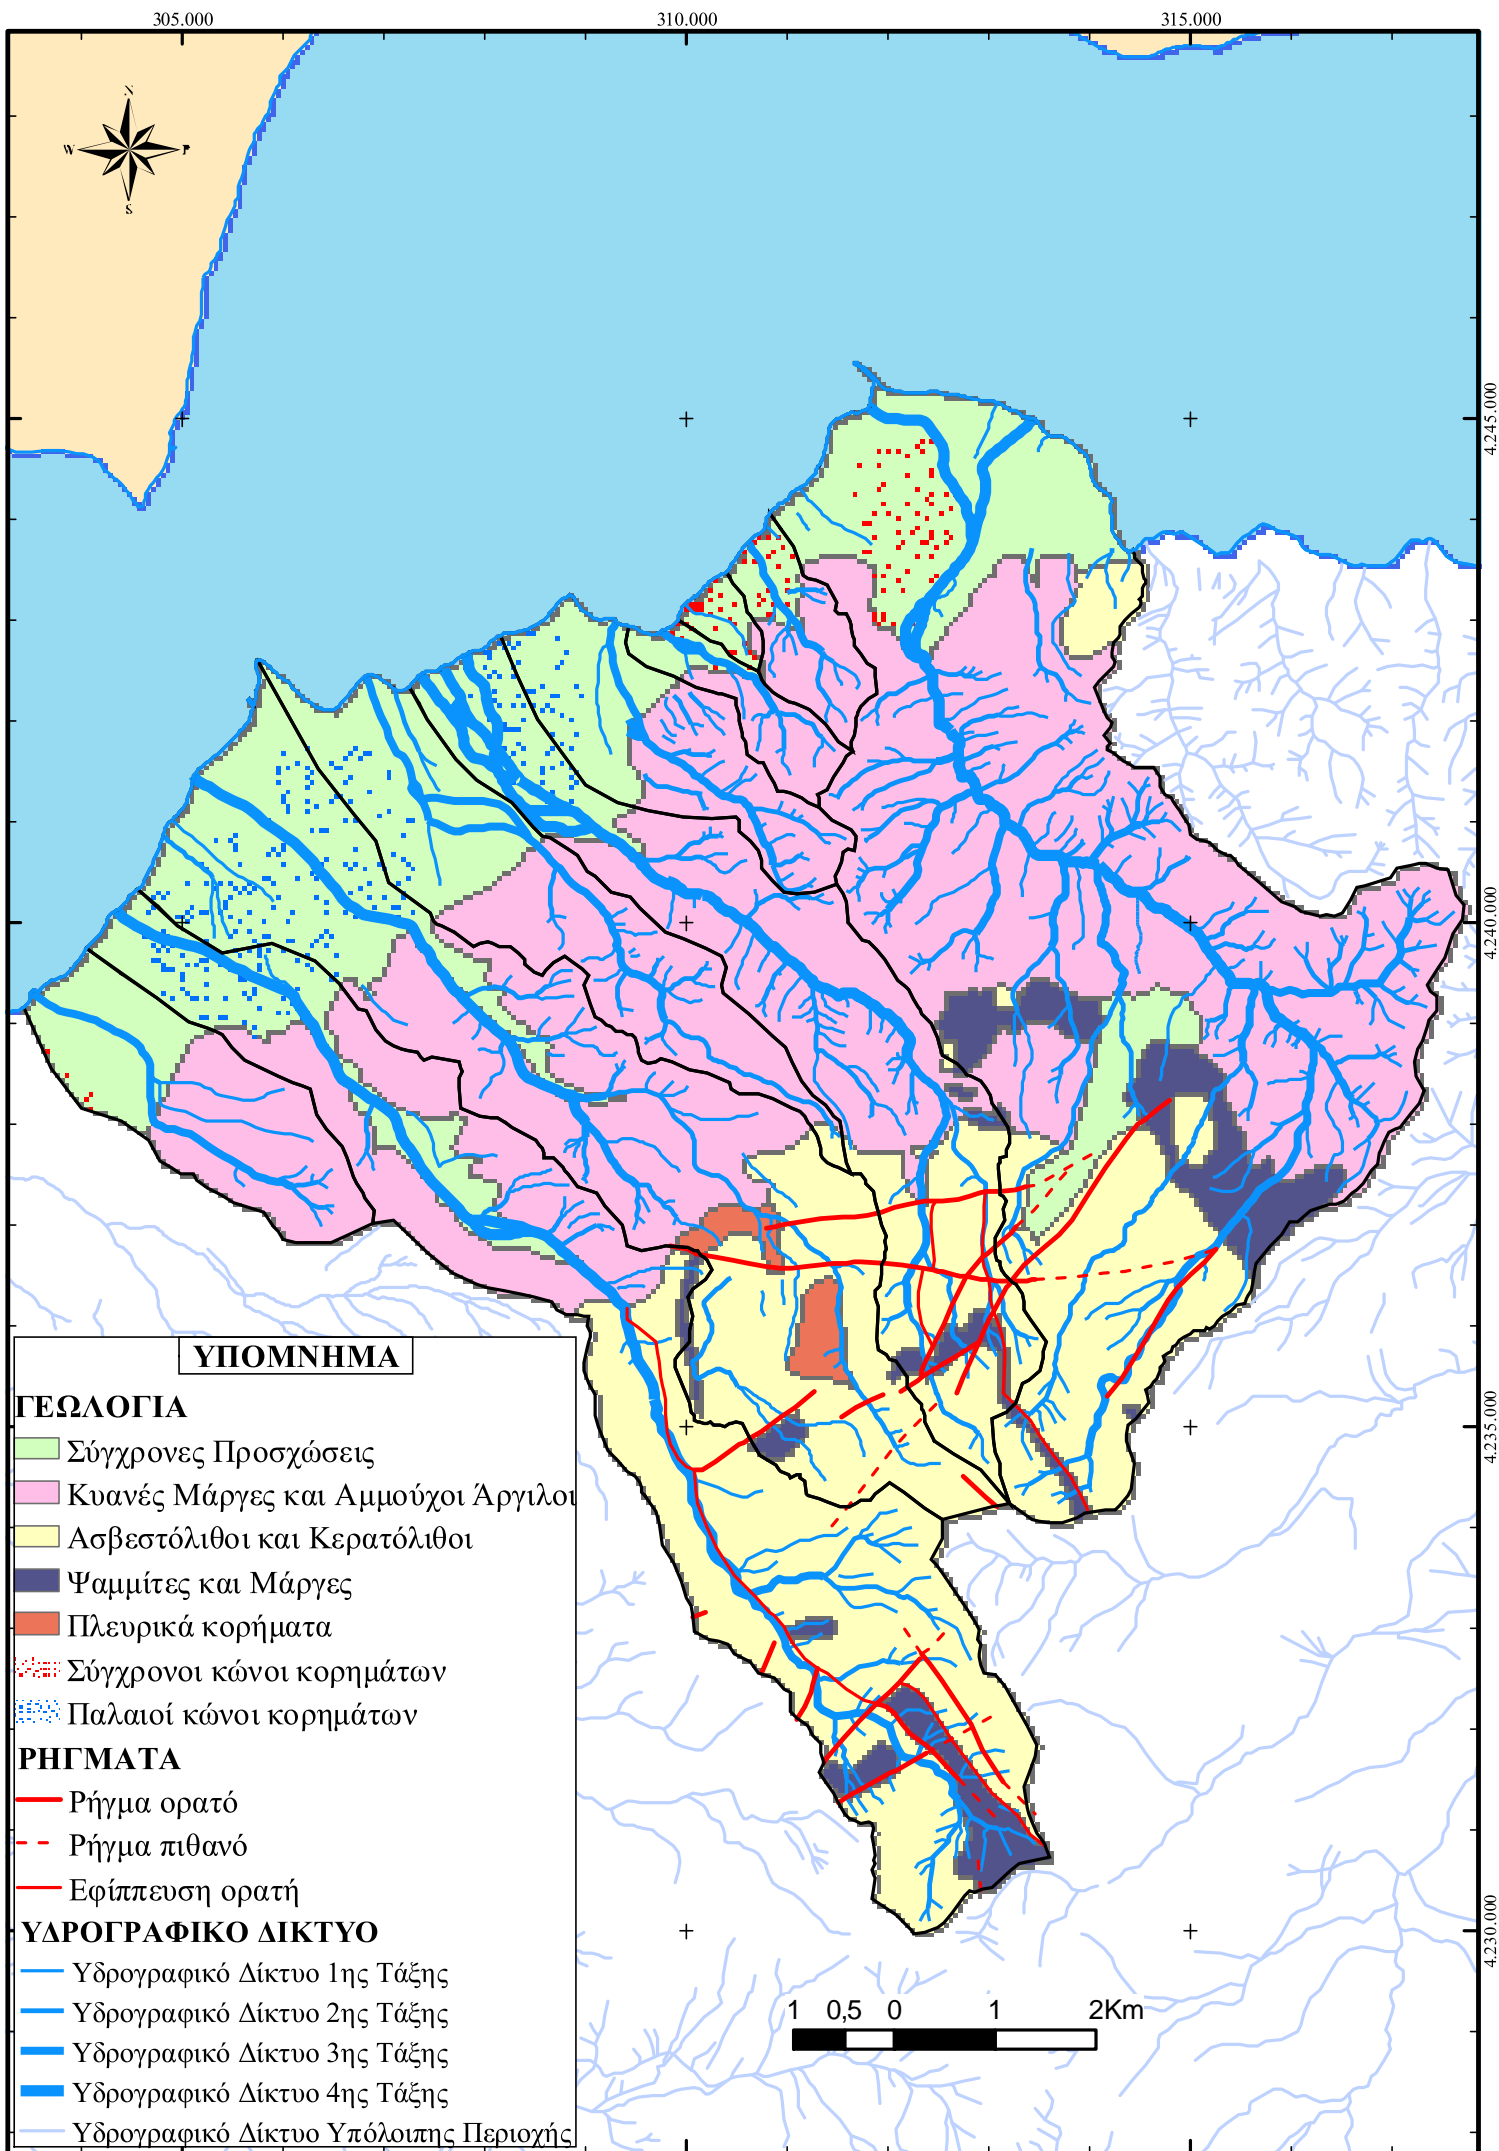 305.000 310.000 315.000
N
W
S
4.245.000
4.240.000
4.235.000
4.230.000
ΥΠΟΜΝΗΜΑ
ΓΕΩΛΟΓΙΑ
Σύγχρονες Προσχώσεις
Κυανές Μάργες και Αμμούχοι Άργιλοι
Ασβεστόλιθοι και Κερατόλιθοι
Ψαμμίτες και Μάργες
Πλευρικά κορήματα
Σύγχρονοι κώνοι κορημάτων
Παλαιοί κώνοι κορημάτων
ΡΗΓΜΑΤΑ
Ρήγμα ορατό
Ρήγμα πιθανό
Εφίππευση ορατή
ΥΔΡΟΓΡΑΦΙΚΟ ΔΙΚΤΥΟ
Υδρογραφικό Δίκτυο 1ης Τάξης
Υδρογραφικό Δίκτυο 2ης Τάξης
Υδρογραφικό Δίκτυο 3ης Τάξης
Υδρογραφικό Δίκτυο 4ης Τάξης
Υδρογραφικό Δίκτυο Υπόλοιπης Περιοχής
1 0,5 0 1 2Km